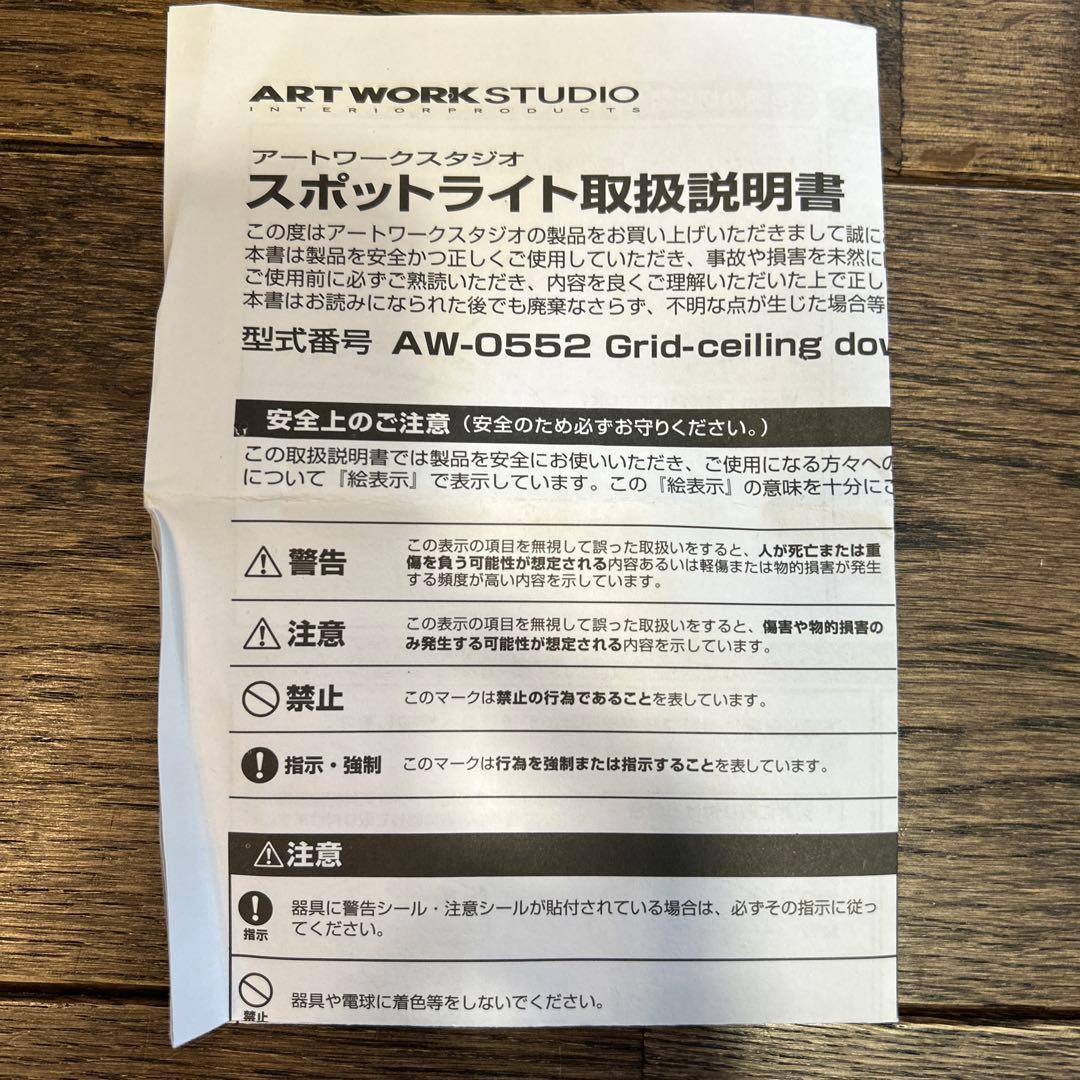 ART WORKSTUDIO
INTERIORPRODUCTS
アートワークスタジオ
スポットライト取扱説明書
この度はアートワークスタジオの製品をお買い上げいただきまして誠に
本書は製品を安全かつ正しくご使用していただき、事故や損害を未然に
ご使用前に必ずご熟読いただき、内容を良くご理解いただいた上で正し
本書はお読みになられた後でも廃棄なさらず、不明な点が生じた場合等
型式番号 AW-0552 Grid-ceiling dow
安全上のご注意（安全のため必ずお守りください。）
この取扱説明書では製品を安全にお使いいただき、ご使用になる方々への
について『絵表示』で表示しています。この『絵表示』の意味を十分にご
警告
この表示の項目を無視して誤った取扱いをすると、人が死亡または重
傷を負う可能性が想定される内容あるいは軽傷または物的損害が発生
する頻度が高い内容を示しています。
注意
この表示の項目を無視して誤った取扱いをすると、傷害や物的損害の
み発生する可能性が想定される内容を示しています。
禁止 このマークは禁止の行為であることを表しています。
指示・強制 このマークは行為を強制または指示することを表しています。
注意
指示
器具に警告シール・注意シールが貼付されている場合は、必ずその指示に従っ
てください。
禁止
器具や電球に着色等をしないでください。